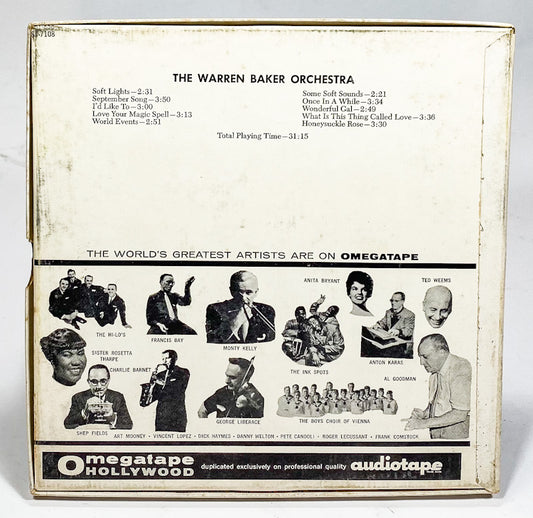 THE WARREN BAKER ORCHESTRA
Soft Lights—2:31
September Song—3:50
I'd Like To—3:00
Love Your Magic Spell—3:13
World Events—2:51
Some Soft Sounds—2:21
Once In A While—3:34
Wonderful Gal—2:49
What Is This Thing Called Love—3:36
Honeysuckle Rose—3:30
Total Playing Time—31:15
THE WORLD'S GREATEST ARTISTS ARE ON OMEGATAPE
ANITA BRYANT
TED WEEMS
THE HI-LO'S
FRANCIS BAY
MONTY KELLY
SISTER ROSETTA
THARPE
CHARLIE BARNET
THE INK SPOTS
ANTON KARAS
AL GOODMAN
SHEP FIELDS
GEORGE LIBERACE
THE BOYS CHOIR OF VIENNA
ART MOONEY • VINCENT LOPEZ • DICK HAYMES • DANNY WELTON • PETE CANDOLI • ROGER LECUSSANT • FRANK COMSTOCK
Omegatape
HOLLYWOOD
duplicated exclusively on professional quality audiotape